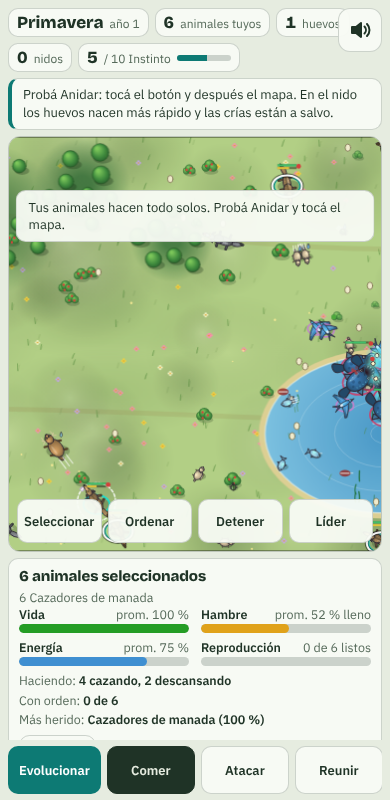 Primavera año 1
6 animales tuyos
1 huevos
0 nidos
5 / 10 Instinto
Probá Anidar: tocá el botón y después el mapa. En el nido
los huevos nacen más rápido y las crías están a salvo.
Tus animales hacen todo solos. Probá Anidar y tocá el
mapa.
Seleccionar
Ordenar
Detener
Líder
6 animales seleccionados
6 Cazadores de manada
Vida prom. 100 %
Hambre prom. 52 % lleno
Energía prom. 75 %
Reproducción 0 de 6 listos
Haciendo: 4 cazando, 2 descansando
Con orden: 0 de 6
Más herido: Cazadores de manada (100 %)
Evolucionar
Comer
Atacar
Reunir